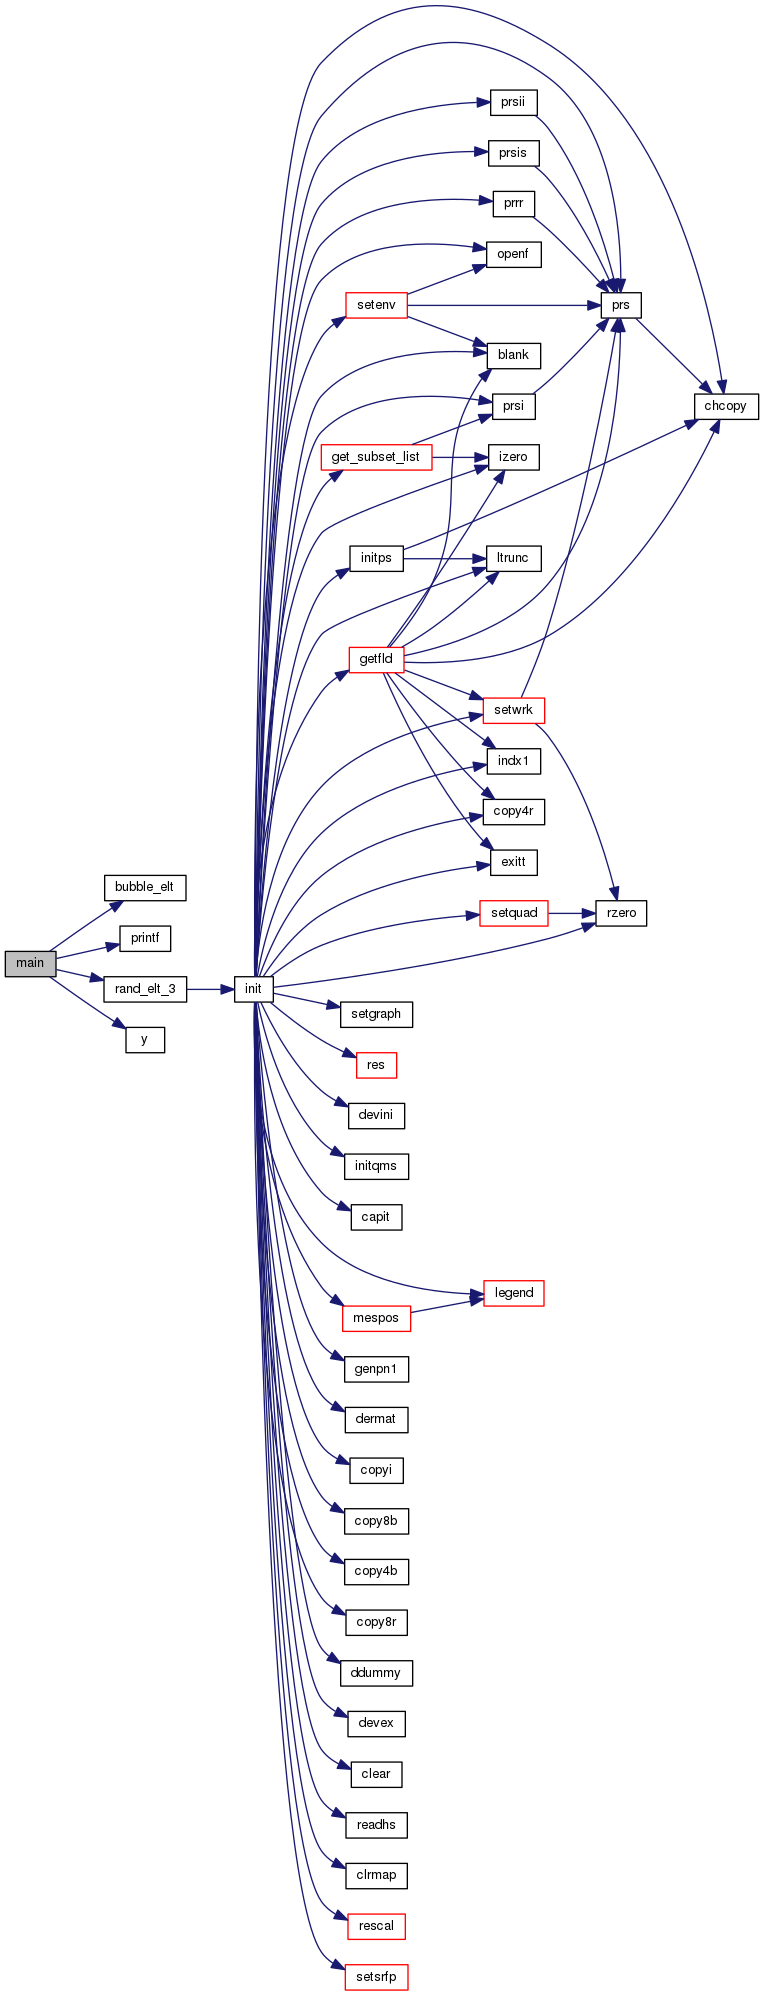 prsii
prsis
prrr
openf
setenv
prs
blank
prsi
chcopy
get_subset_list
izero
initps
ltrunc
getfld
setwrk
indx1
copy4r
exitt
bubble_elt
setquad
rzero
printf
main
rand_elt_3
init
setgraph
y
res
devini
initqms
capit
legend
mespos
genpn1
dermat
copyi
copy8b
copy4b
copy8r
ddummy
devex
clear
readhs
clrmap
rescal
setsrfp